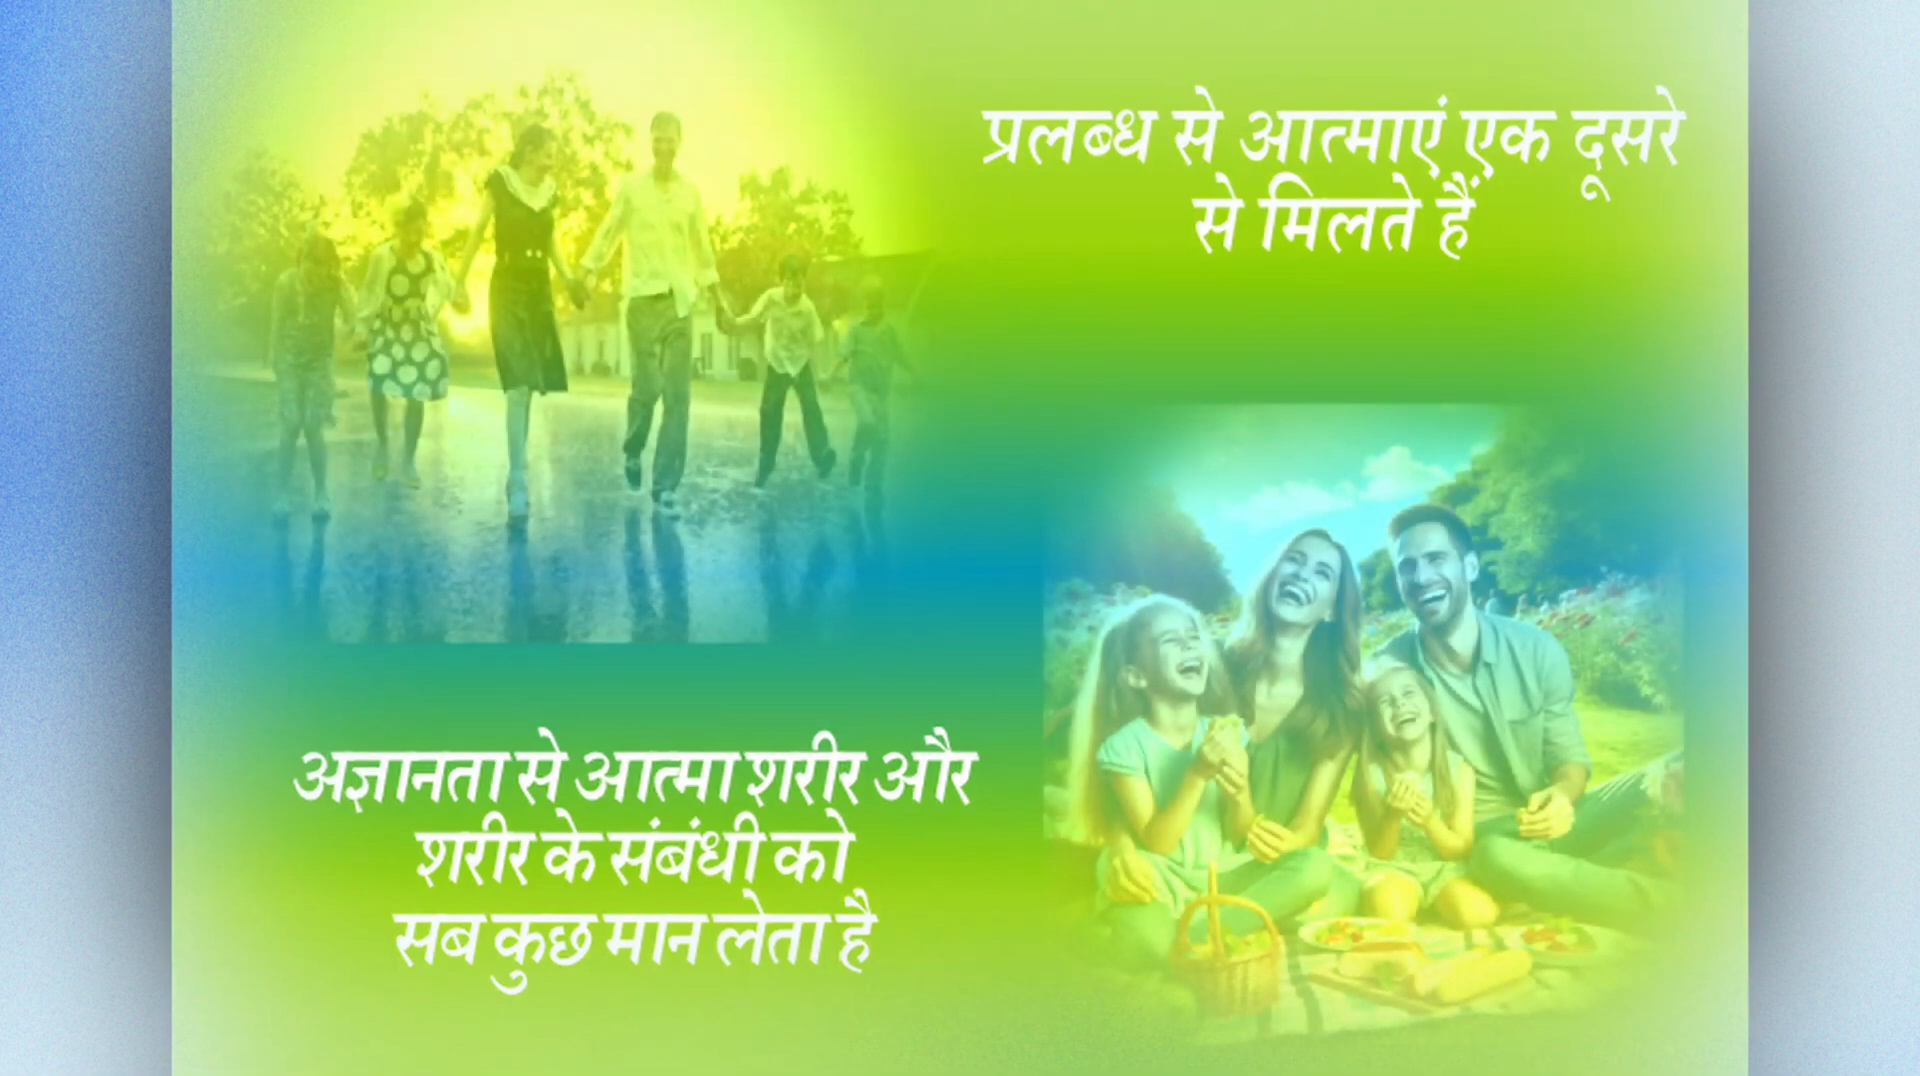 प्रलब्ध से आत्माएं एक दूसरे
से मिलते हैं
अज्ञानता से आत्मा शरीर और
शरीर के संबंधी को
सब कुछ मान लेता है